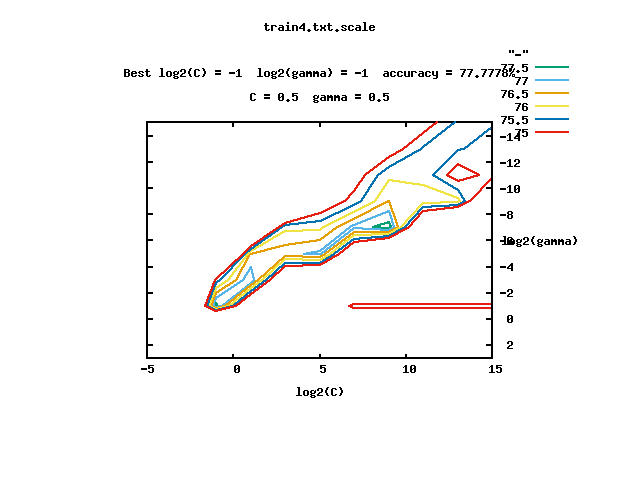 train4.txt.scale
"-"
Best log2(C) = -1 log2(gamma) = -1 accuracy = 77.7778%
77.5
77
C = 0.5 gamma = 0.5
76.5
76
75.5
75
-14
-12
-10
-8
-6
log2(gamma)
-4
-2
0
2
-5 0 5 10 15
log2(C)